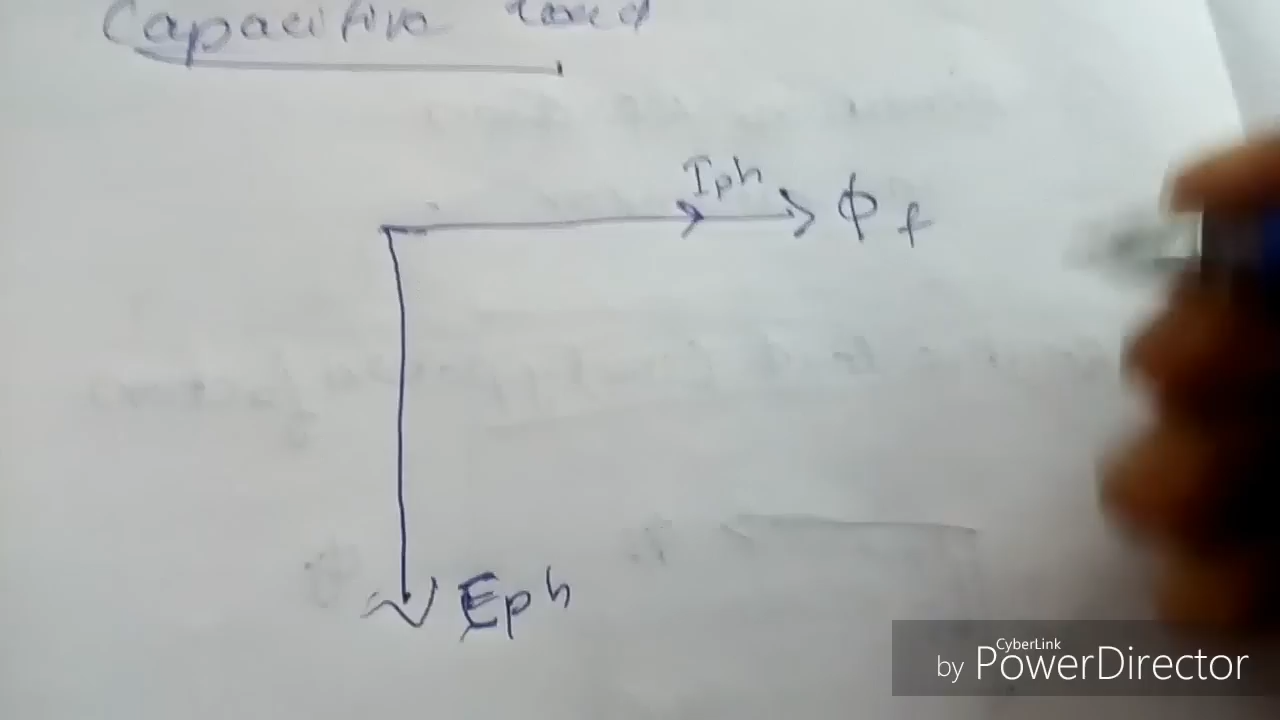 Capacitive load
Iph
ϕf
Eph
CyberLink
by PowerDirector